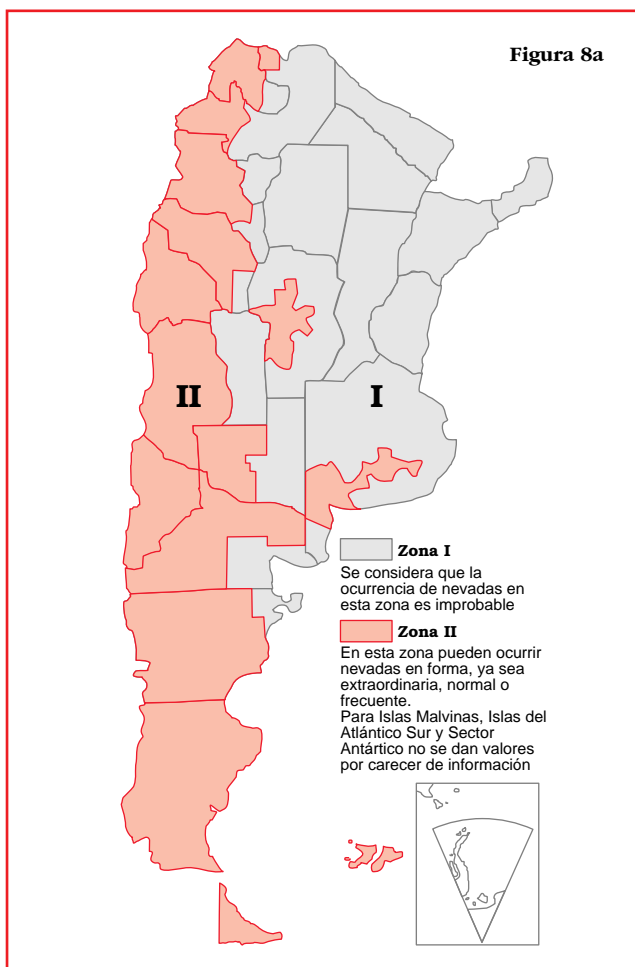 Figura 8a
II
I
Zona I
Se considera que la
ocurrencia de nevadas en
esta zona es improbable
Zona II
En esta zona pueden ocurrir
nevadas en forma, ya sea
extraordinaria, normal o
frecuente.
Para Islas Malvinas, Islas del
Atlántico Sur y Sector
Antártico no se dan valores
por carecer de información